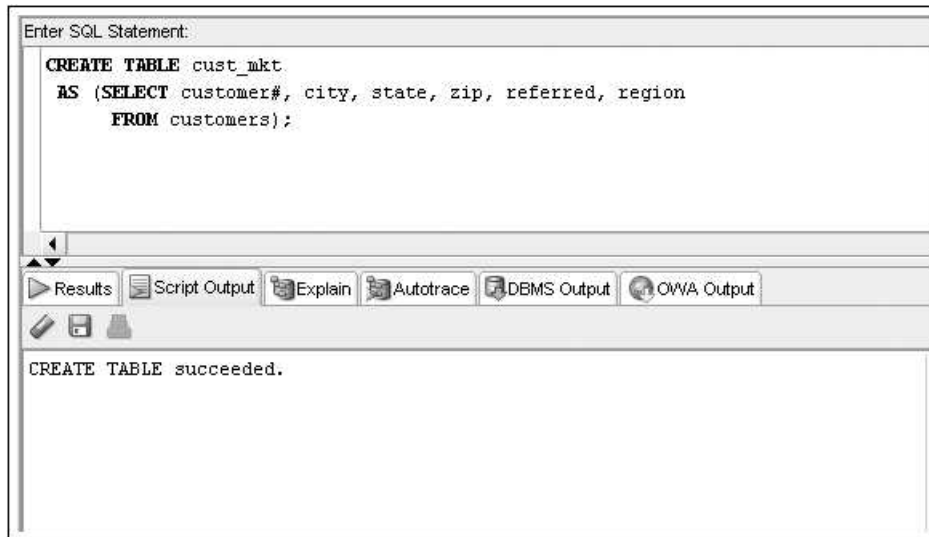 Enter SQL Statement:
CREATE TABLE cust_mkt
AS (SELECT customer#, city, state, zip, referred, region
FROM customers);
Results Script Output Explain Autotrace DBMS Output OWA Output
CREATE TABLE succeeded.